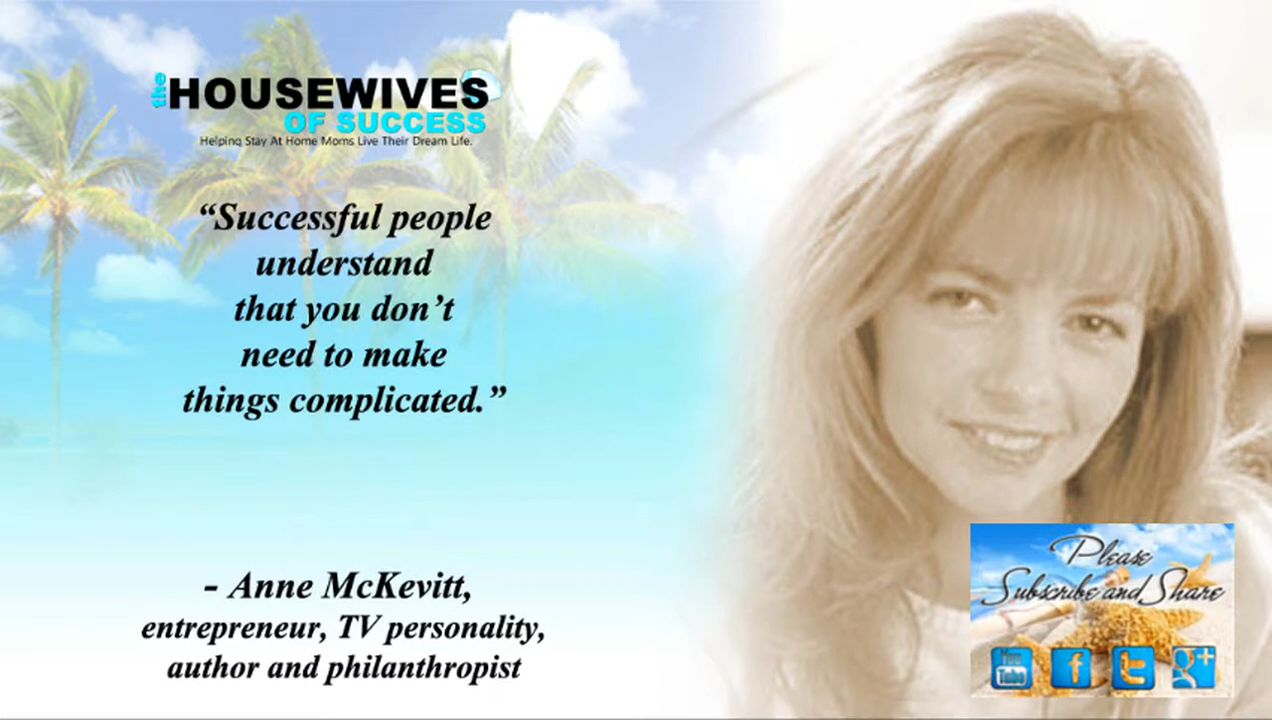 the HOUSEWIVES
OF SUCCESS
Helping Stay At Home Moms Live Their Dream Life.
“Successful people
understand
that you don’t
need to make
things complicated.”
- Anne McKevitt,
entrepreneur, TV personality,
author and philanthropist
Please
Subscribe and Share
You
Tube
f
t
g+